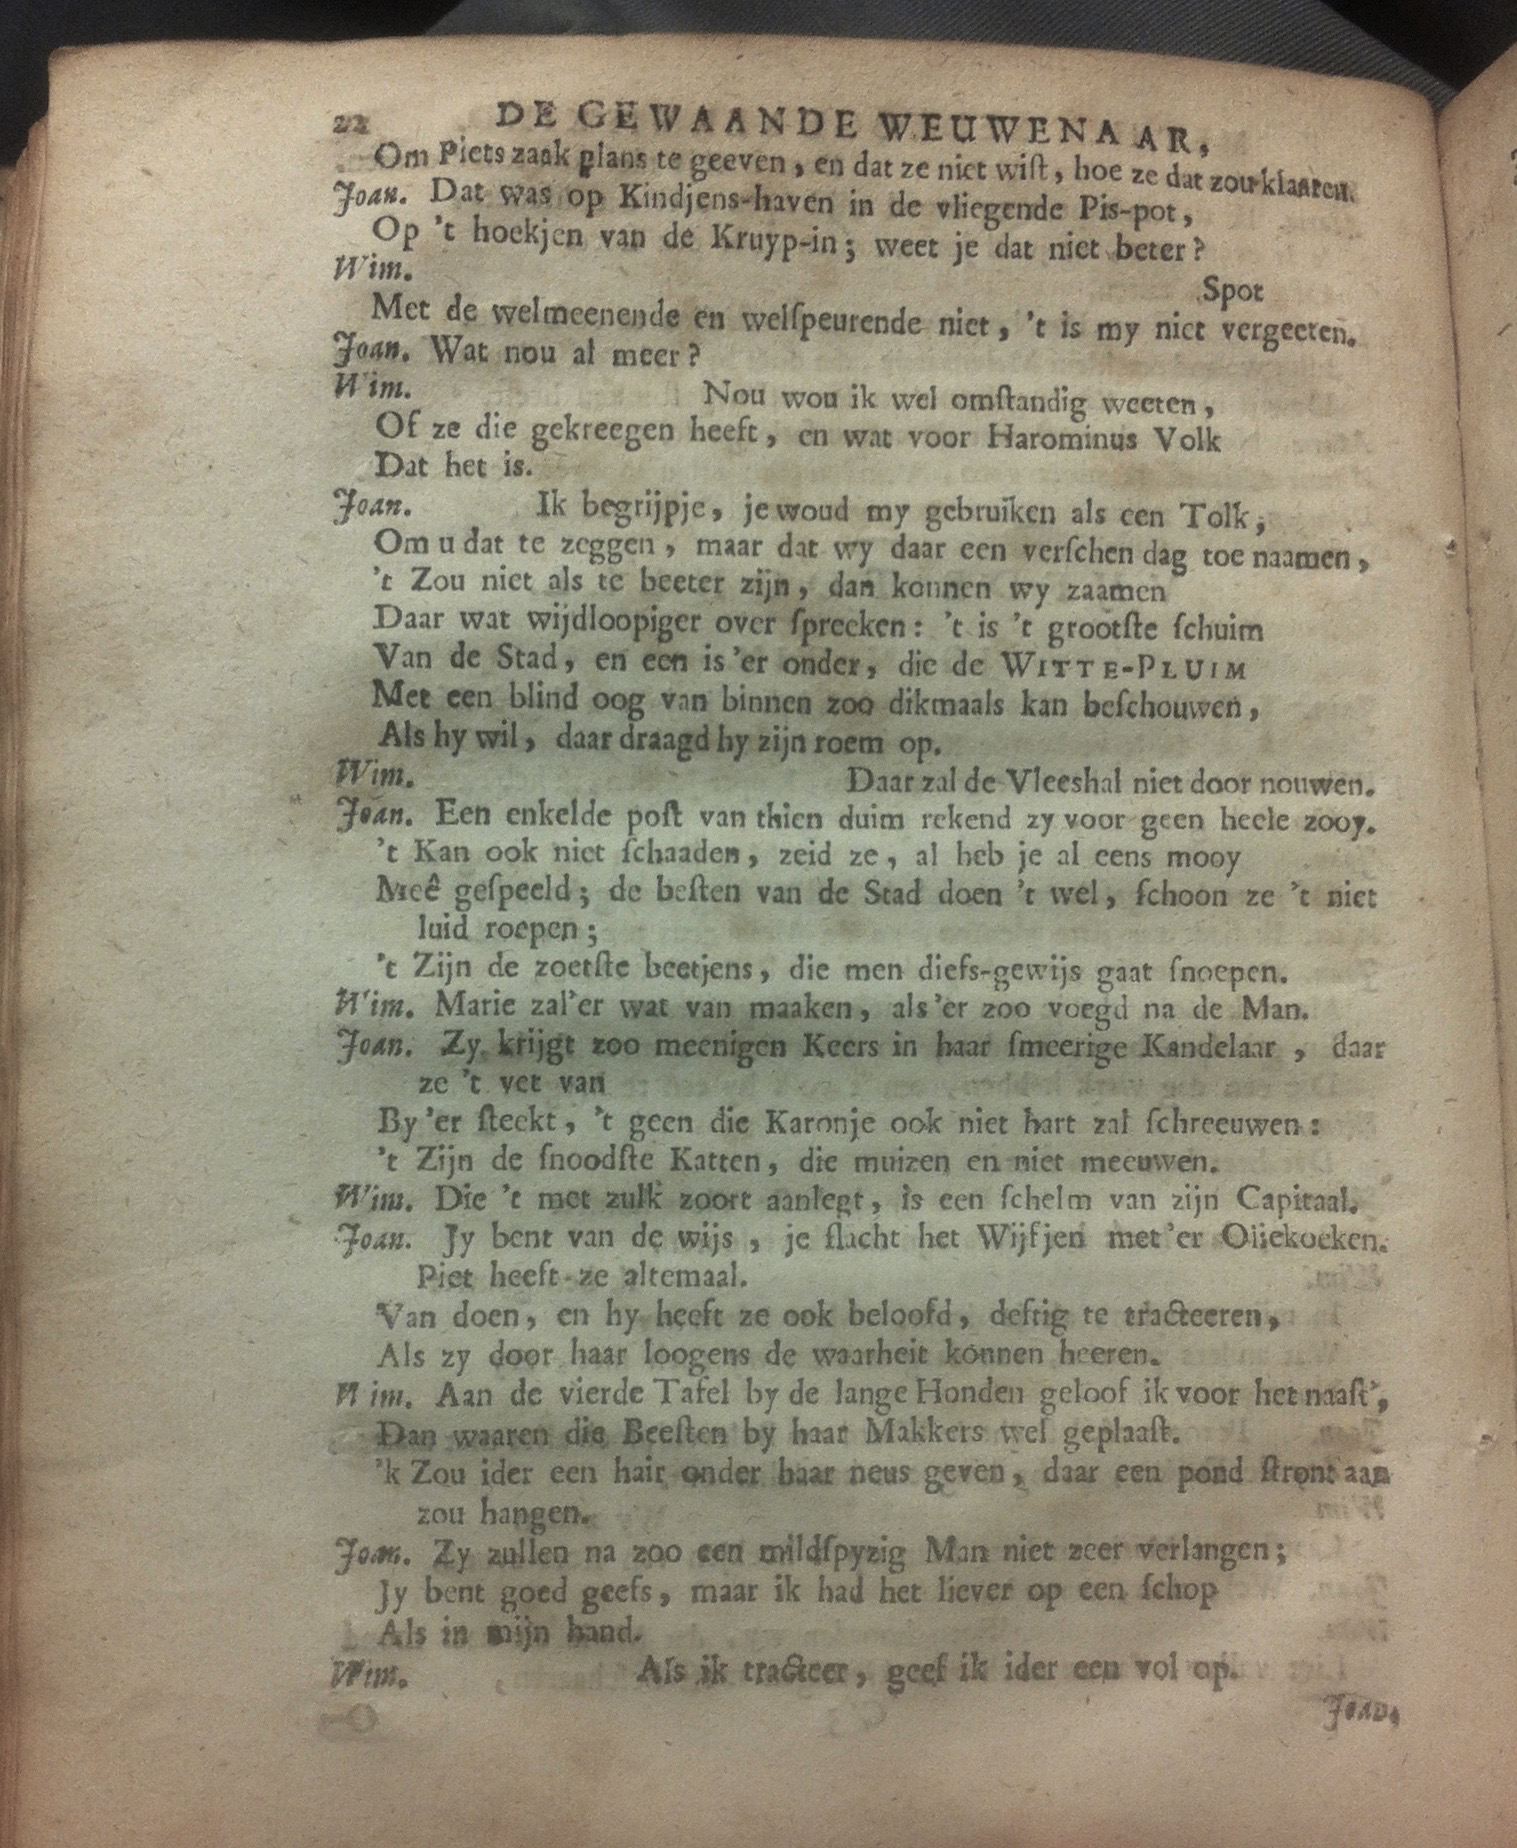 22 DE GEWAANDE WEUWENAAR,
Om Piets zaak glans te geeven, en dat ze niet wiſt, hoe ze dat zou klaaren.
Joan. Dat was op Kindjens-haven in de vliegende Pis-pot,
Op 't hoekjen van de Kruyp-in; weet je dat niet beter?
Wim. Spot
Met de welmeenende en welſpeurende niet, 't is my niet vergeeten.
Joan. Wat nou al meer?
Wim. Nou wou ik wel omſtandig weeten,
Of ze die gekreegen heeft, en wat voor Harominus Volk
Dat het is.
Joan. Ik begrijpje, je woud my gebruiken als een Tolk,
Om u dat te zeggen, maar dat wy daar een verſchen dag toe naamen,
't Zou niet als te beeter zijn, dan konnen wy zaamen
Daar wat wijdloopiger over ſpreeken: 't is 't grootſte ſchuim
Van de Stad, en een is 'er onder, die de WITTE-PLUIM
Met een blind oog van binnen zoo dikmaals kan beſchouwen,
Als hy wil, daar draagd hy zijn roem op.
Wim. Daar zal de Vleeshal niet door nouwen.
Joan. Een enkelde poſt van thien duim rekend zy voor geen heele zooy.
't Kan ook niet ſchaaden, zeid ze, al heb je al eens mooy
Meê geſpeeld; de beſten van de Stad doen 't wel, ſchoon ze 't niet
luid roepen;
't Zijn de zoetſte beetjens, die men diefs-gewijs gaat ſnoepen.
Wim. Marie zal'er wat van maaken, als 'er zoo voegd na de Man.
Joan. Zy krijgt zoo meenigen Keers in haar ſmeerige Kandelaar, daar
ze 't vet van
By 'er ſteekt, 't geen die Karonje ook niet hart zal ſchreeuwen:
't Zijn de ſnoodſte Katten, die muizen en niet meeuwen.
Wim. Die 't met zulk zoort aanlegt, is een ſchelm van zijn Capitaal.
Joan. Jy bent van de wijs, je ſlacht het Wijfjen met 'er Oliekoeken.
Piet heeft ze altemaal.
Van doen, en hy heeft ze ook beloofd, deftig te tracteeren,
Als zy door haar loogens de waarheit konnen heeren.
Wim. Aan de vierde Tafel by de lange Honden geloof ik voor het naaſt',
Dan waaren die Beeſten by haar Makkers wel geplaaſt.
'k Zou ider een hair onder haar neus geven, daar een pond ſtront aan
zou hangen.
Joan. Zy zullen na zoo een mildſpyzig Man niet zeer verlangen;
Jy bent goed geefs, maar ik had het liever op een ſchop
Als in mijn hand.
Wim. Als ik tracteer, geef ik ider een vol op.
Joan.